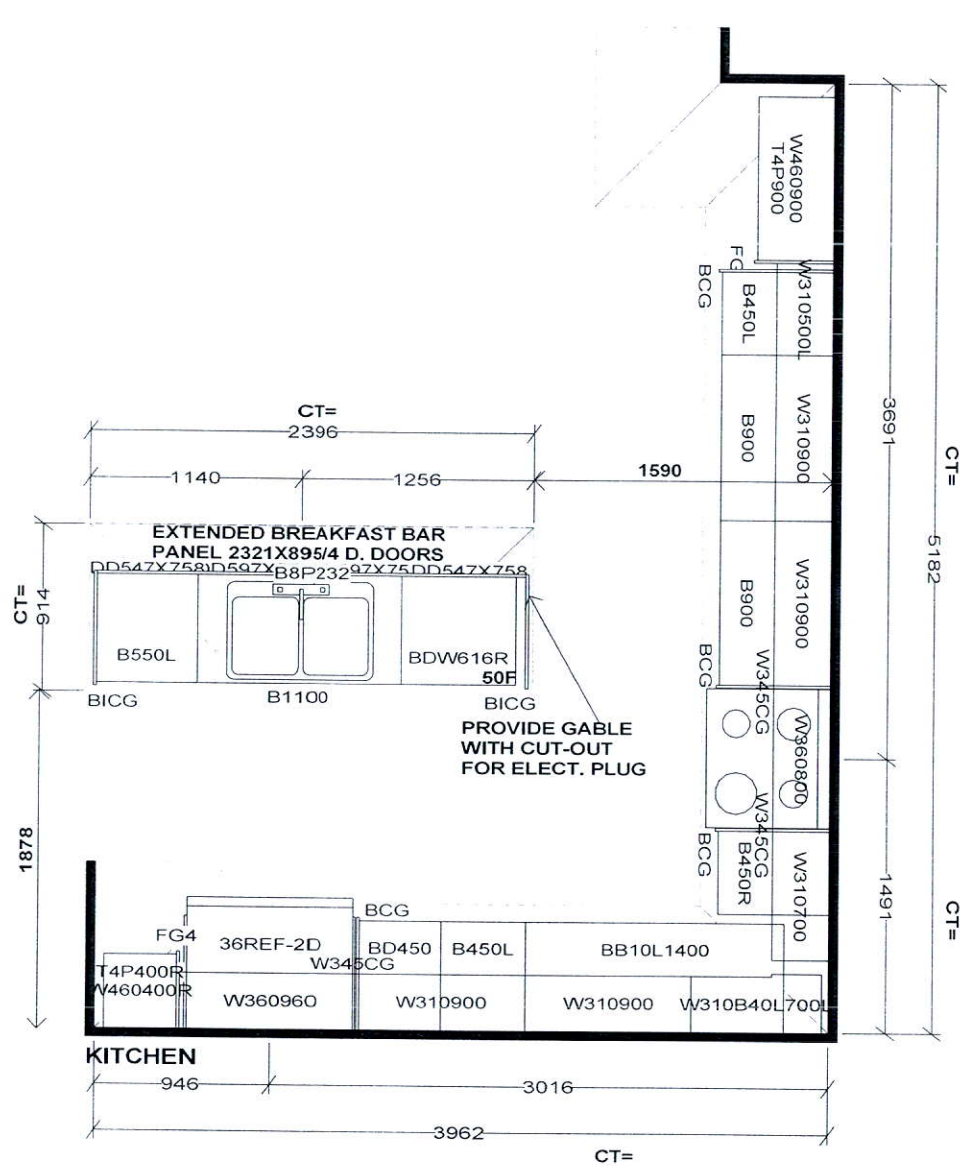 W460900
T4P900
FG
BCG
B450L
W310500L
B900
W310900
3691
CT=
5182
CT=
2396
1140
1256
1590
EXTENDED BREAKFAST BAR
PANEL 2321X895/4 D. DOORS
DD547X758
DD547X758
B8P232
CT=
914
B550L
BDW616R
50F
BICG
B1100
BICG
B900
W310900
BCG
W345CG
PROVIDE GABLE
WITH CUT-OUT
FOR ELECT. PLUG
W360800
W345CG
BCG
B450R
W310700
1878
1491
CT=
BCG
FG4
36REF-2D
BD450
B450L
BB10L1400
W345CG
T4P400R
W460400R
W360960
W310900
W310900
W310B40L700L
KITCHEN
946
3016
3962
CT=